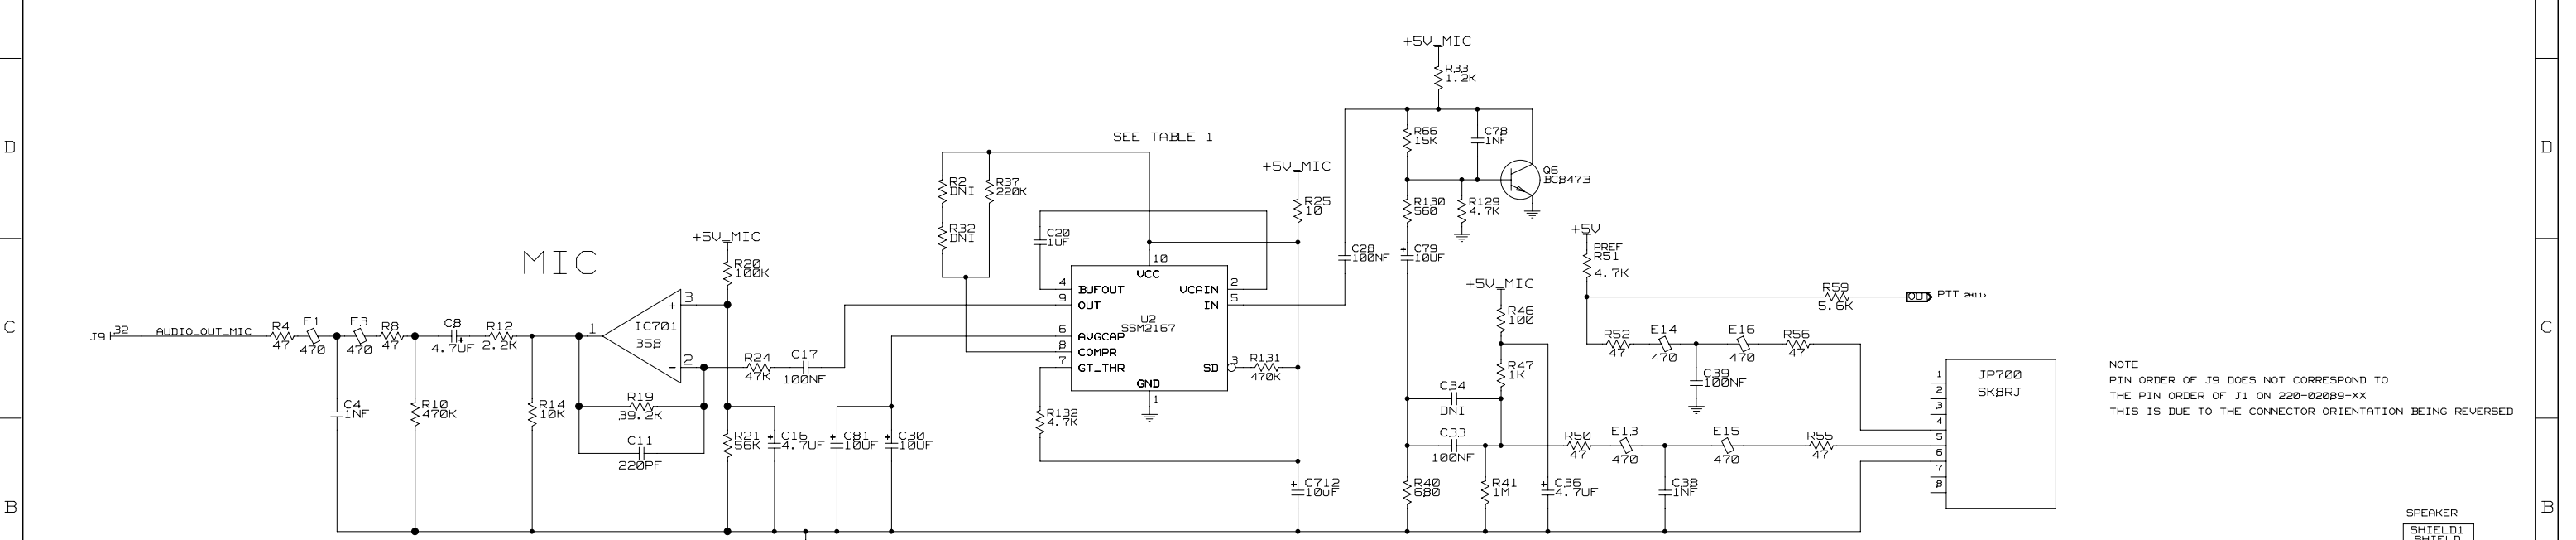 +5V_MIC
R33
1.2K
SEE TABLE 1
R66
15K
C78
1NF
Q6
BC847B
D
D
+5V_MIC
R2
DNI
R37
220K
R25
10
R130
560
R129
4.7K
R32
DNI
C20
1UF
C28
100NF
C79
10UF
+5V
PREF
R51
4.7K
MIC
+5V_MIC
R20
100K
10
VCC
4
BUFOUT
VCAIN
2
9
OUT
IN
5
U2
SSM2167
6
AVGCAP
8
COMPR
7
GT_THR
SD
3
R131
470K
GND
1
+5V_MIC
R46
100
R47
1K
R59
5.6K
OUT
PTT 2H11>
C
C
J9
32
AUDIO_OUT_MIC
R4
47
E1
470
E3
470
R8
47
C8
4.7UF
R12
2.2K
1
IC701
358
3
2
R24
47K
C17
100NF
R52
47
E14
470
E16
470
R56
47
C39
100NF
JP700
SK8RJ
1
2
3
4
5
6
7
8
NOTE
PIN ORDER OF J9 DOES NOT CORRESPOND TO
THE PIN ORDER OF J1 ON 220-02089-XX
THIS IS DUE TO THE CONNECTOR ORIENTATION BEING REVERSED
C4
1NF
R10
470K
R14
10K
R19
39.2K
C11
220PF
R21
56K
C16
4.7UF
C81
10UF
C30
10UF
R132
4.7K
C712
10uF
C34
DNI
C33
100NF
R40
680
R41
1M
C36
4.7UF
R50
47
E13
470
E15
470
R55
47
C38
1NF
B
B
SPEAKER
SHIELD1
SHIELD